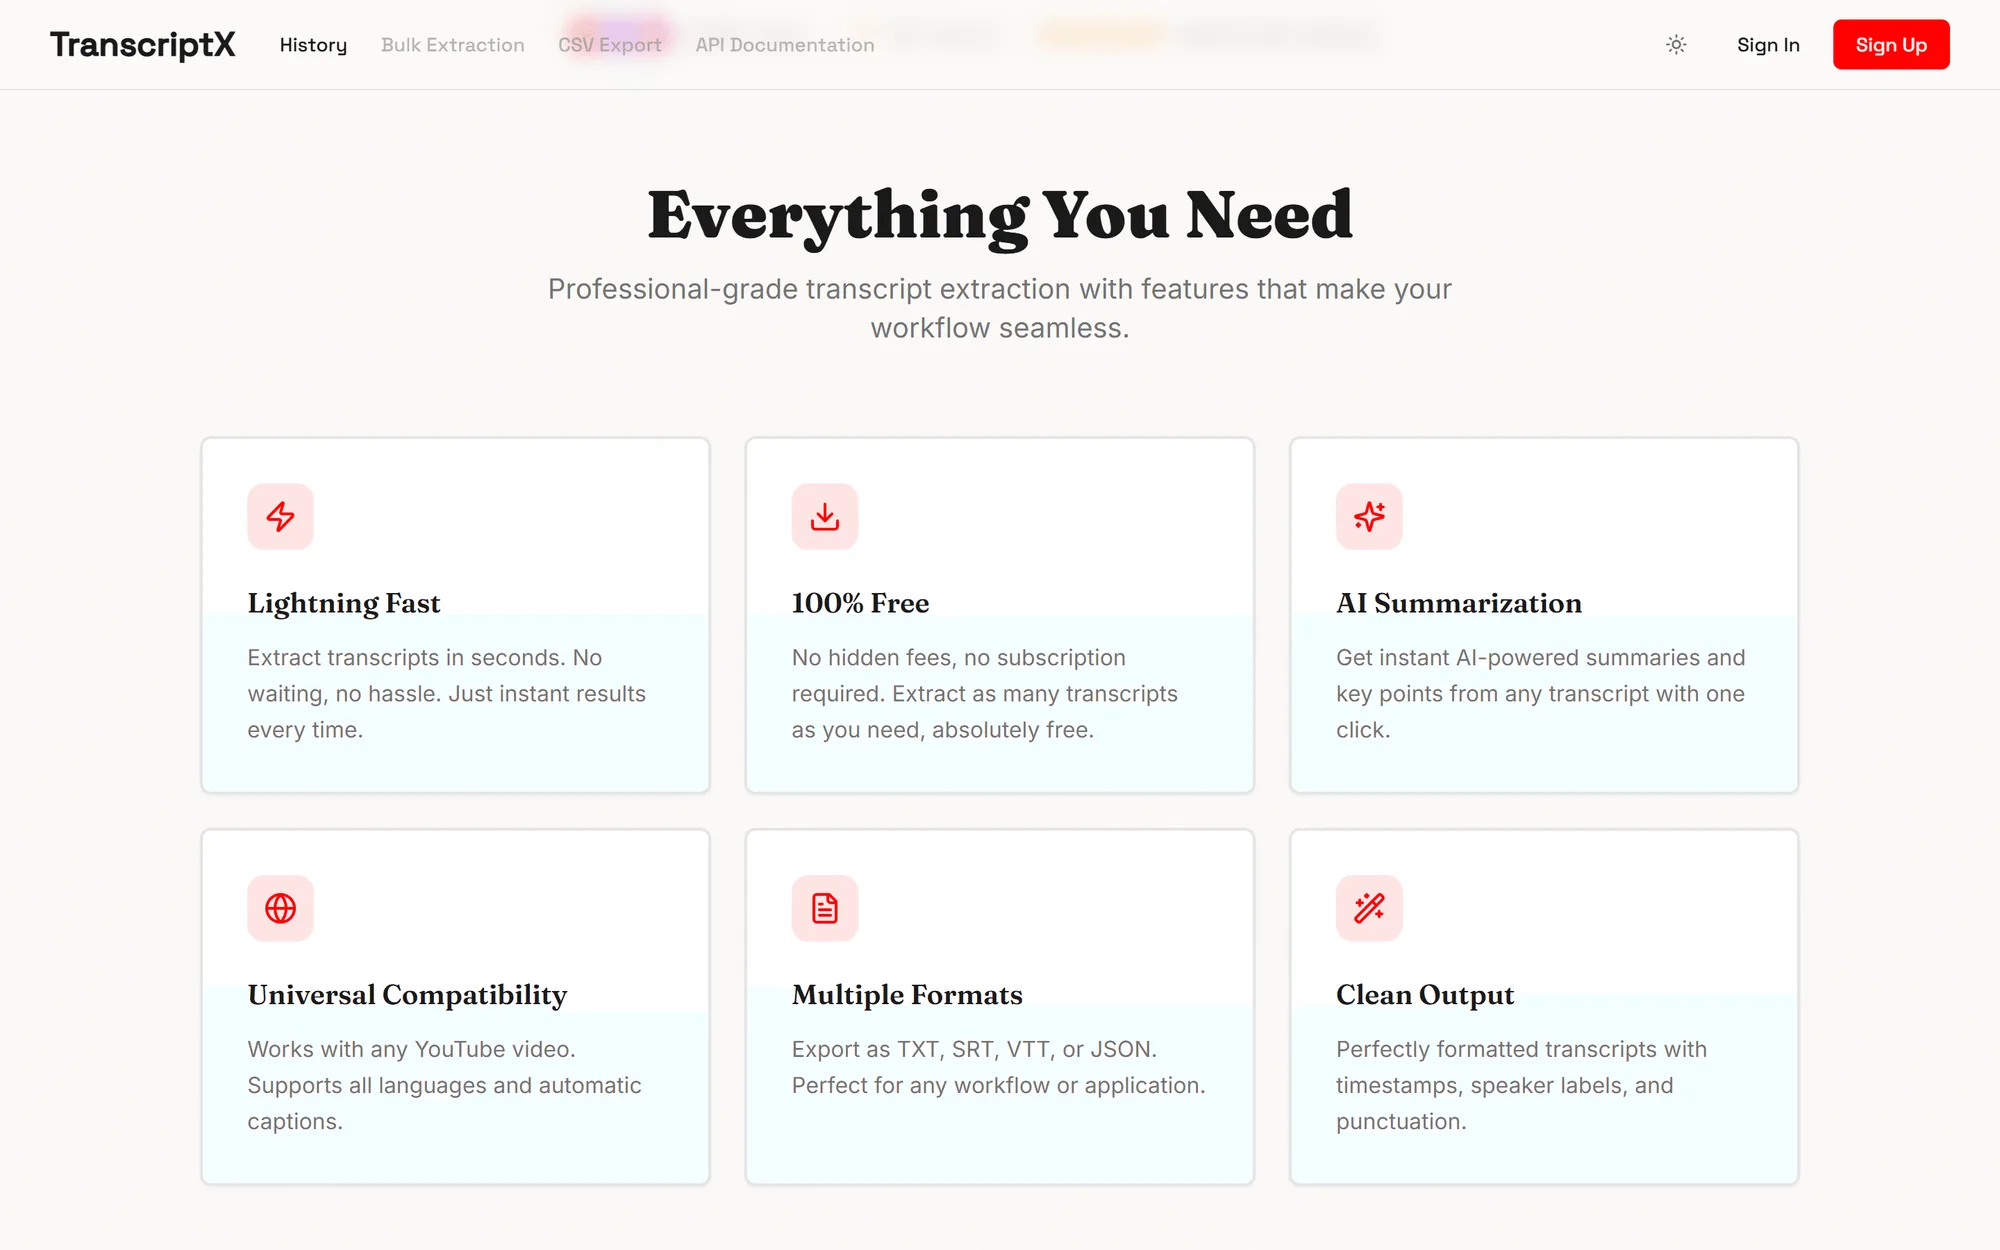 TranscriptX History Bulk Extraction CSV Export API Documentation Sign In Sign Up
Everything You Need
Professional-grade transcript extraction with features that make your
workflow seamless.
Lightning Fast
Extract transcripts in seconds. No
waiting, no hassle. Just instant results
every time.
100% Free
No hidden fees, no subscription
required. Extract as many transcripts
as you need, absolutely free.
AI Summarization
Get instant AI-powered summaries and
key points from any transcript with one
click.
Universal Compatibility
Works with any YouTube video.
Supports all languages and automatic
captions.
Multiple Formats
Export as TXT, SRT, VTT, or JSON.
Perfect for any workflow or application.
Clean Output
Perfectly formatted transcripts with
timestamps, speaker labels, and
punctuation.